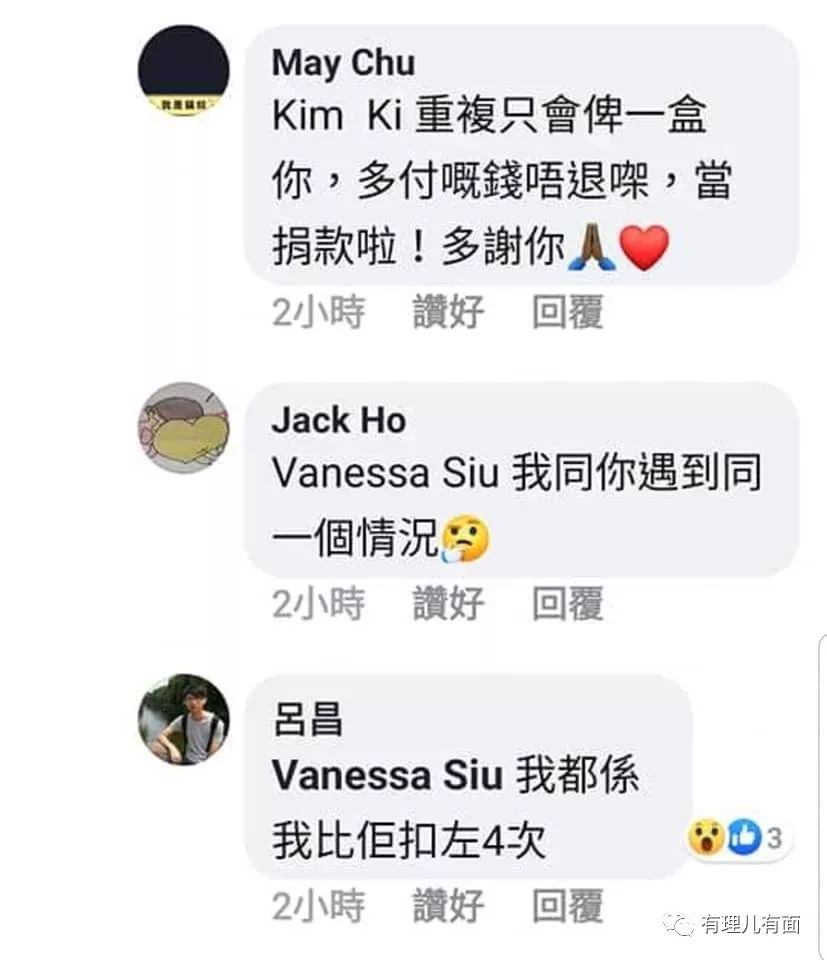 May Chu
Kim Ki 重複只會俾一盒
你，多付嘅錢唔退㗎，當
捐款啦！多謝你🙏🏾❤️
2小時 讚好 回覆
Jack Ho
Vanessa Siu 我同你遇到同
一個情況🤔
2小時 讚好 回覆
呂昌
Vanessa Siu 我都係
我比佢扣左4次
3
2小時 讚好 回覆
有理儿有面